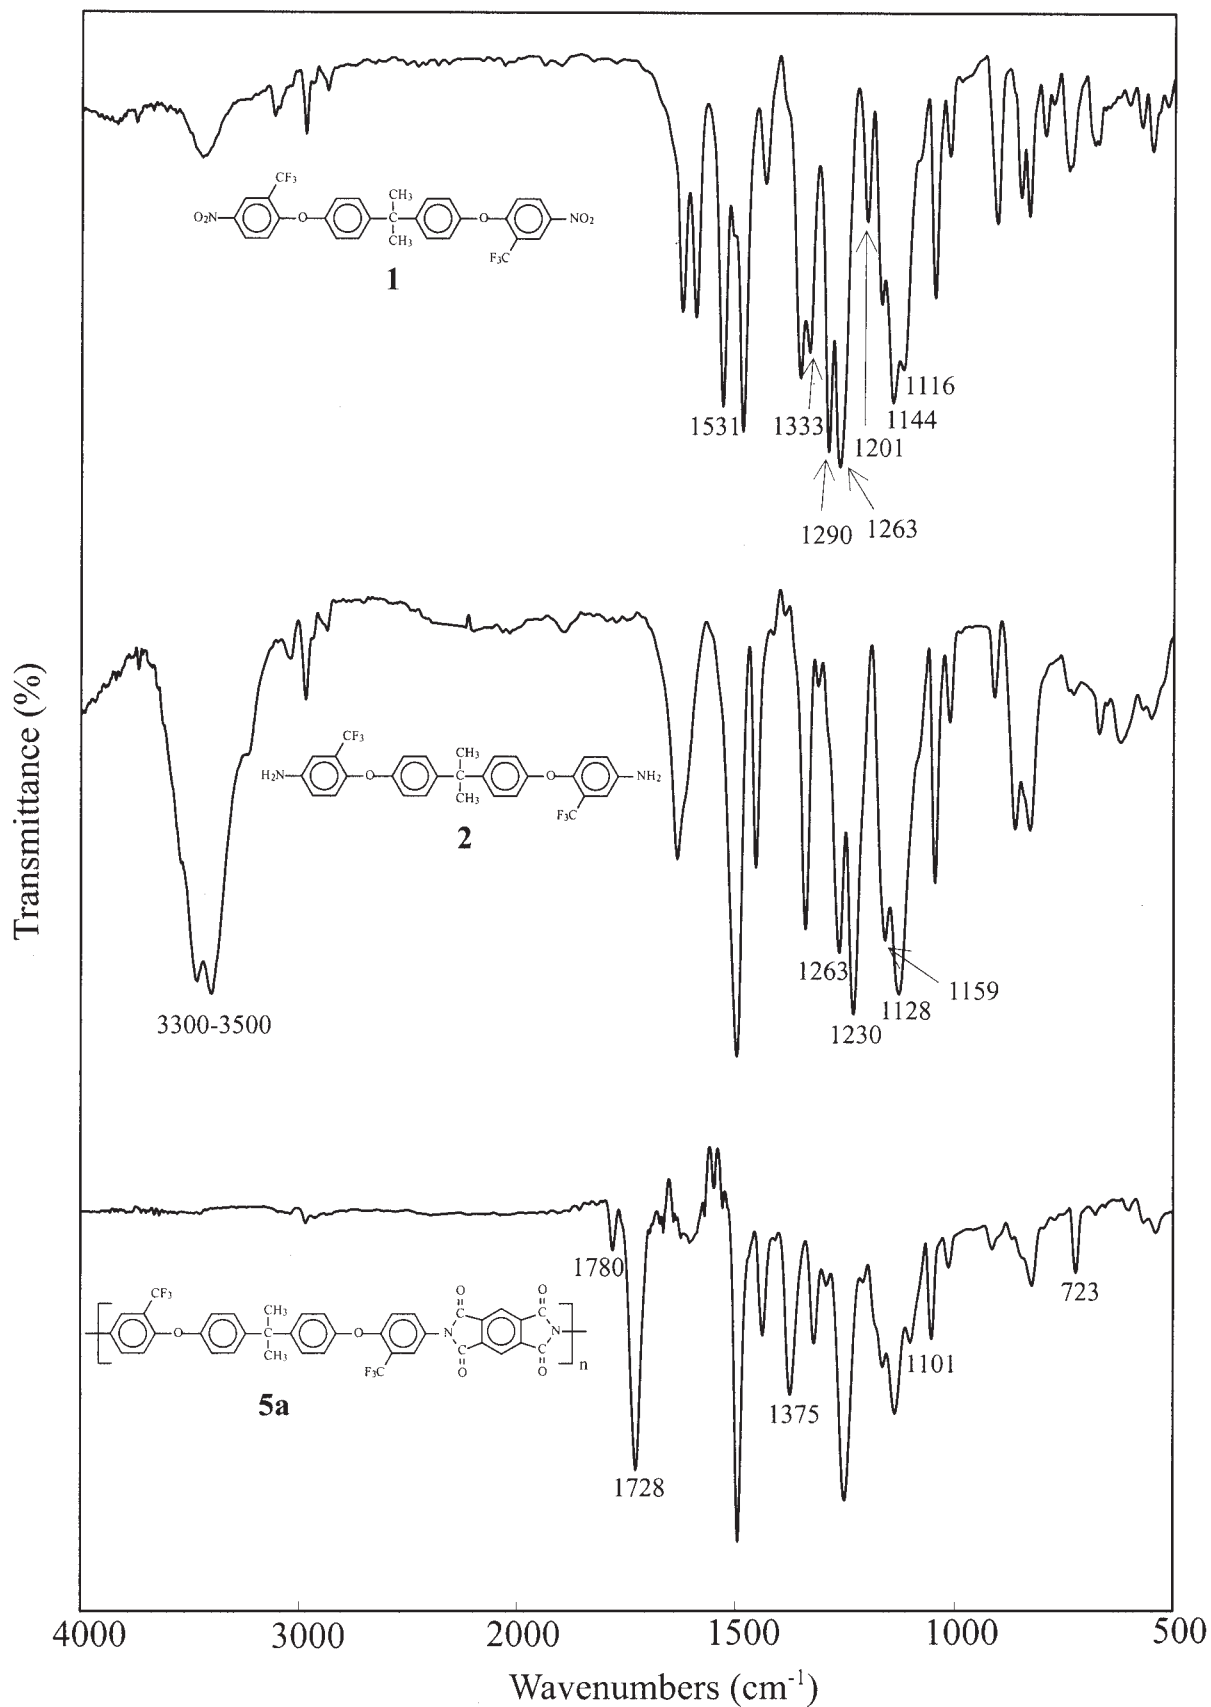 Transmittance (%)
CF₃
O₂N
O
CH₃
C
CH₃
O
NO₂
F₃C
1
1531
1333
1290
1263
1201
1144
1116
CF₃
H₂N
O
CH₃
C
CH₃
O
NH₂
F₃C
2
3300-3500
1263
1230
1128
1159
1780
CF₃
O
CH₃
C
CH₃
O
F₃C
N
O
C
C
O
O
C
C
O
N
n
5a
1728
1375
1101
723
4000
3000
2000
1500
1000
500
Wavenumbers (cm⁻¹)